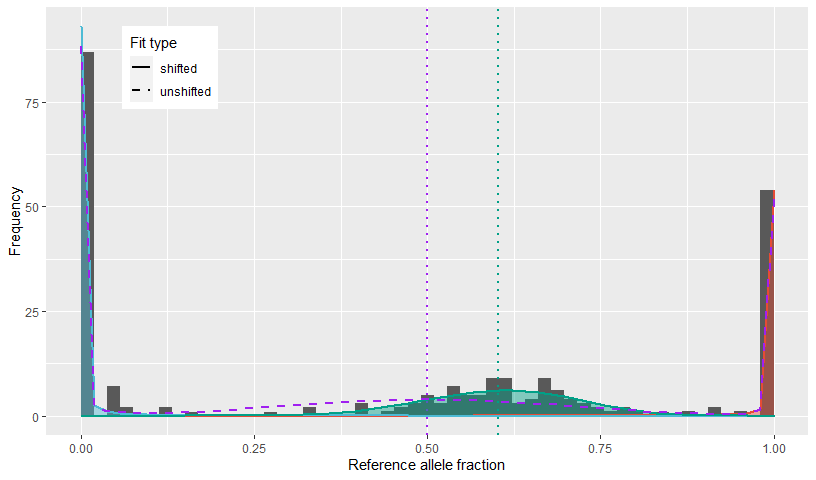 Fit type
shifted
unshifted
75
50
25
0
Frequency
0.00
0.25
0.50
0.75
1.00
Reference allele fraction